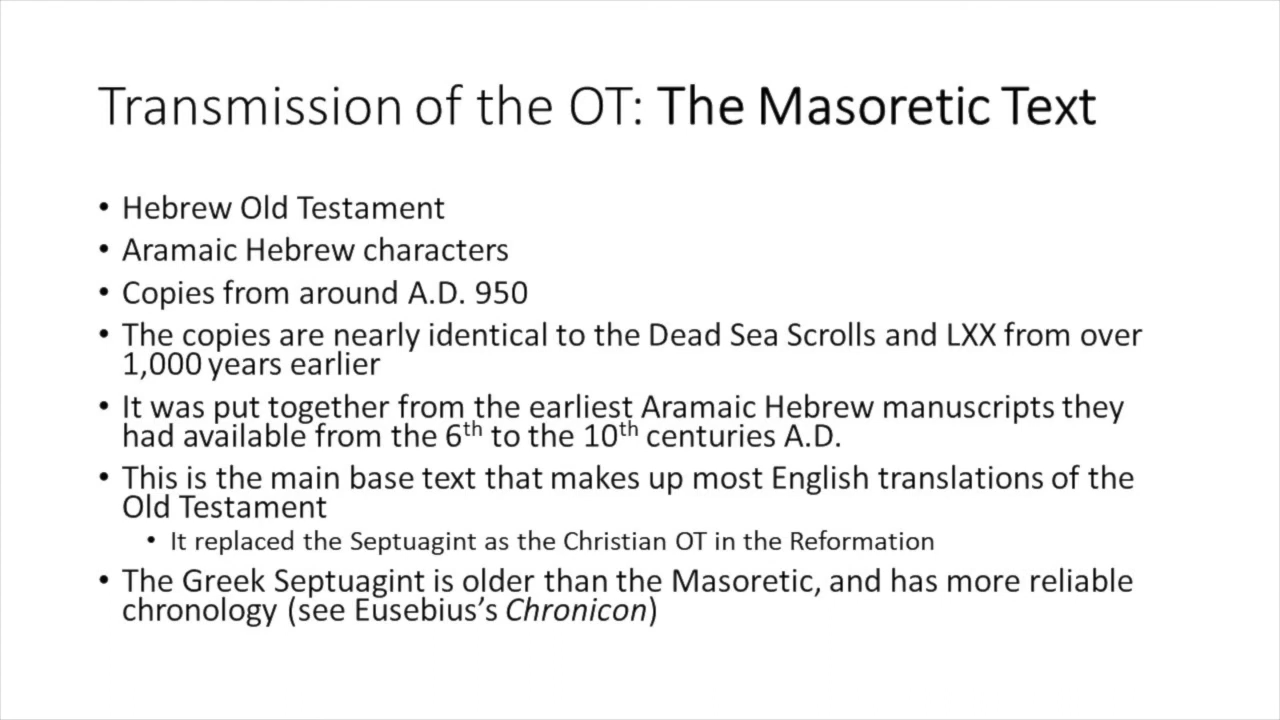 Transmission of the OT: The Masoretic Text
• Hebrew Old Testament
• Aramaic Hebrew characters
• Copies from around A.D. 950
• The copies are nearly identical to the Dead Sea Scrolls and LXX from over
1,000 years earlier
• It was put together from the earliest Aramaic Hebrew manuscripts they
had available from the 6th to the 10th centuries A.D.
• This is the main base text that makes up most English translations of the
Old Testament
• It replaced the Septuagint as the Christian OT in the Reformation
• The Greek Septuagint is older than the Masoretic, and has more reliable
chronology (see Eusebius’s Chronicon)